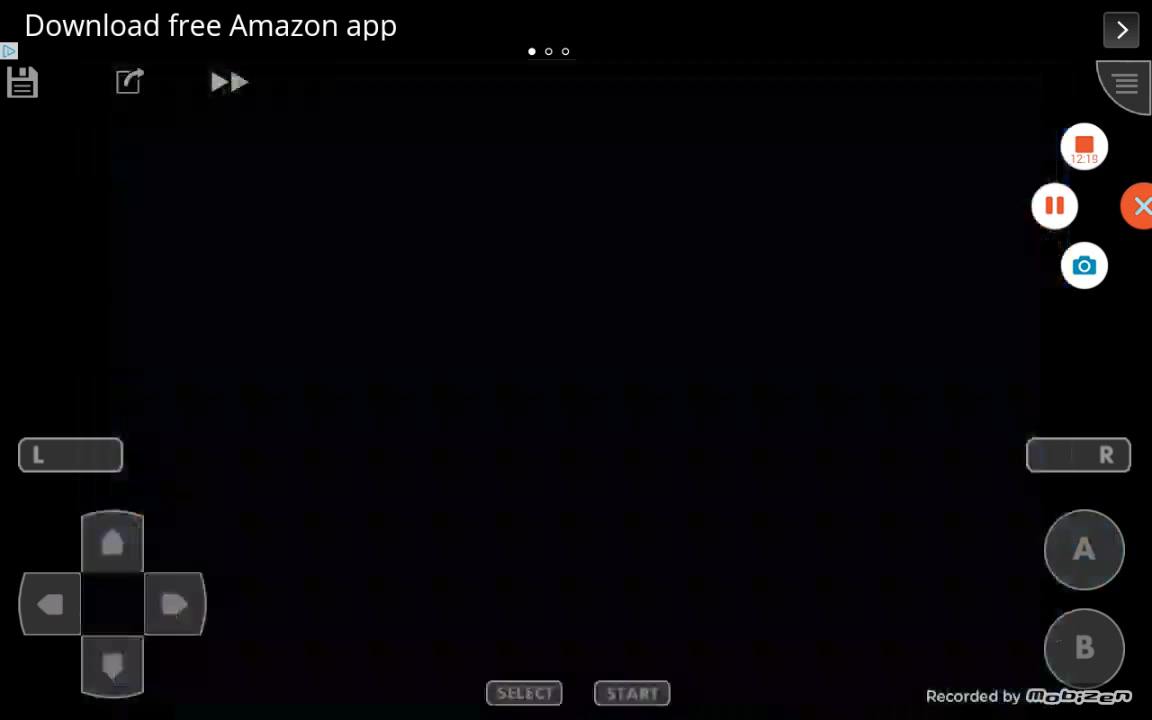 Download free Amazon app
12:19
L
R
A
B
SELECT
START
Recorded by Mobizen